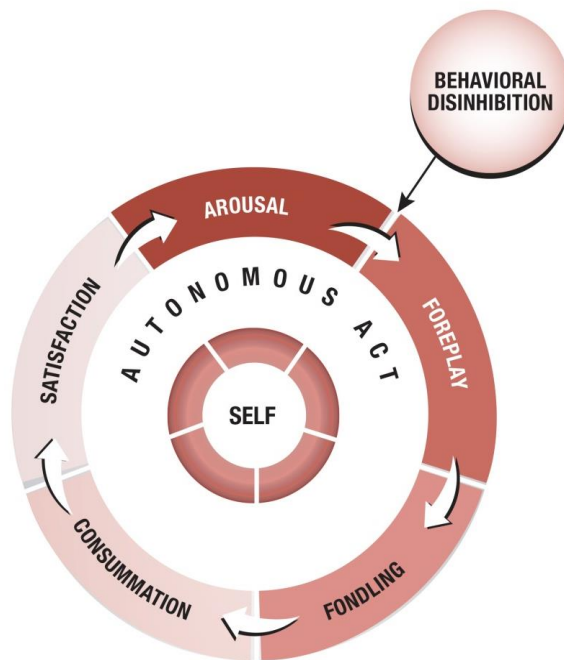 BEHAVIORAL
DISINHIBITION
AROUSAL
FOREPLAY
FONDLING
CONSUMMATION
SATISFACTION
AUTONOMOUS ACT
SELF